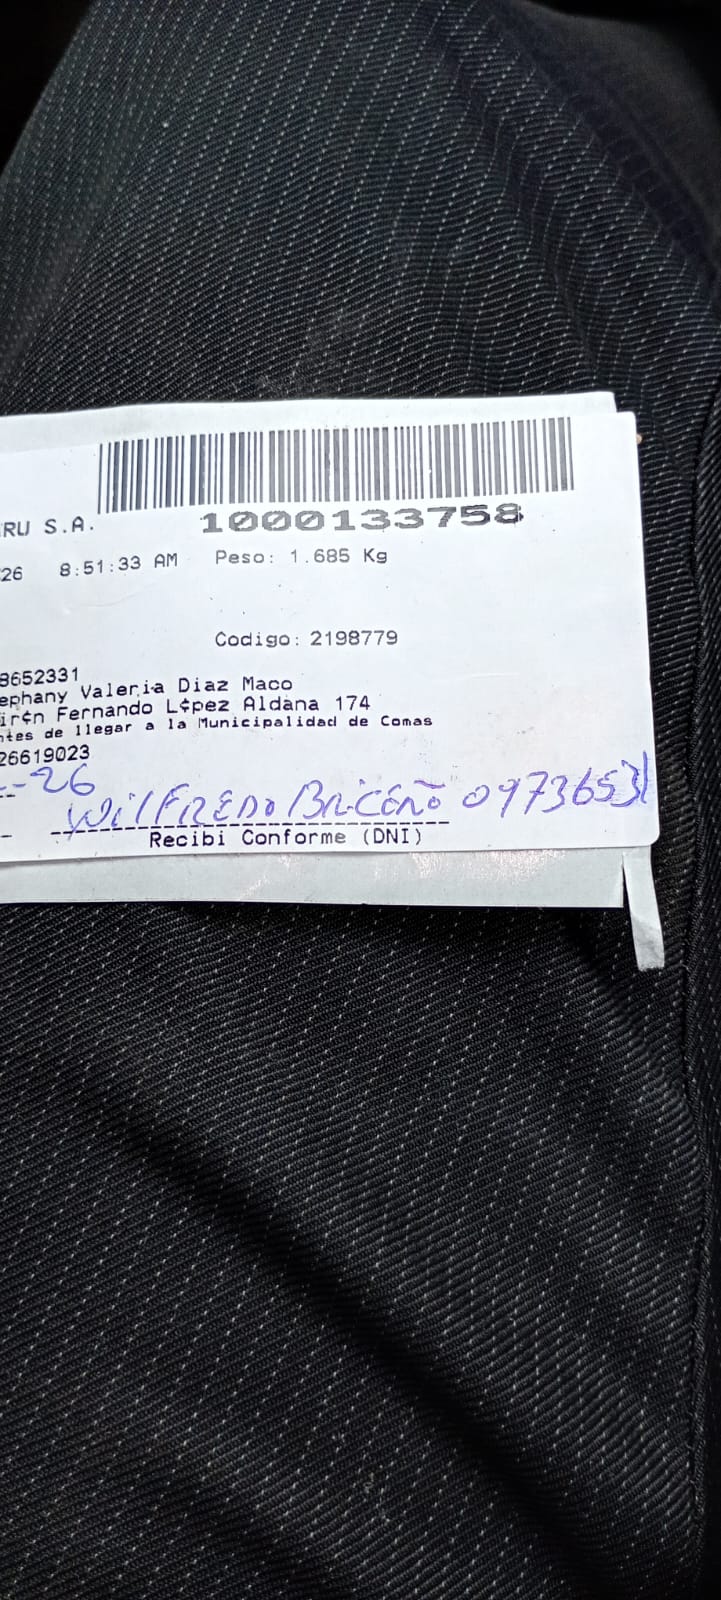 1000133758
RU S.A.
26 8:51:33 AM Peso: 1.685 Kg
Codigo: 2198779
8652331
ephany Valeria Diaz Maco
ir¢n Fernando L¢pez Aldana 174
ntes de llegar a la Municipalidad de Comas
26619023
-26
WilFREDo BRiCEÑO 09736531
Recibi Conforme (DNI)